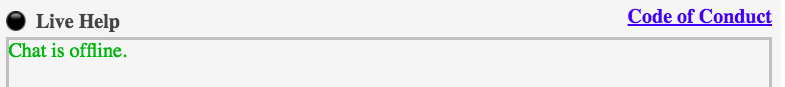 Live Help
Code of Conduct
Chat is offline.